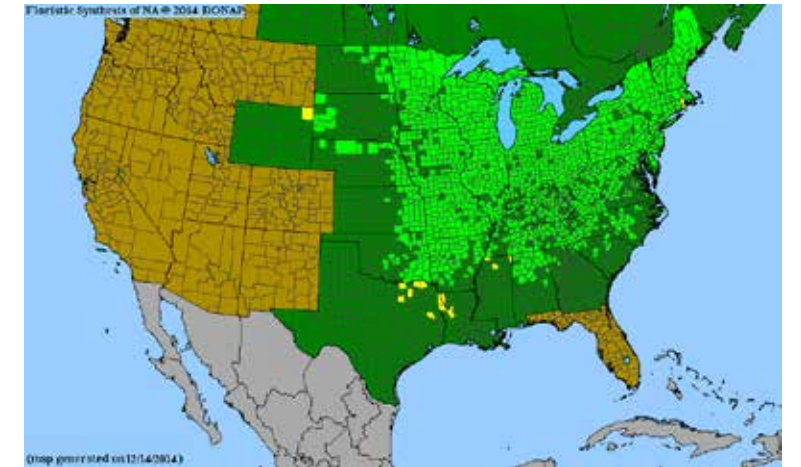 Floristic Synthesis of NA © 2014 BONAP
(map generated on 12/14/2014)